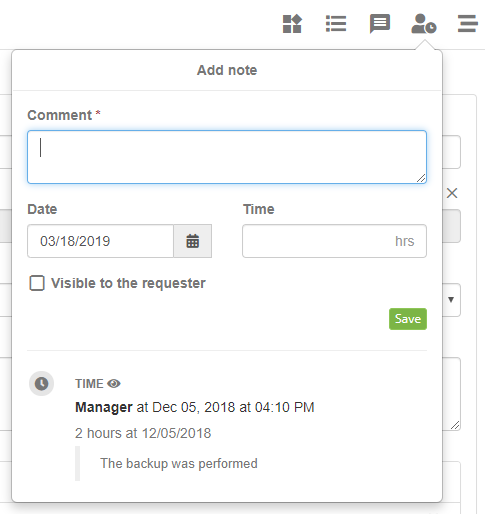 Add note
Comment *
Date
Time
03/18/2019
hrs
Visible to the requester
Save
TIME
Manager at Dec 05, 2018 at 04:10 PM
2 hours at 12/05/2018
The backup was performed